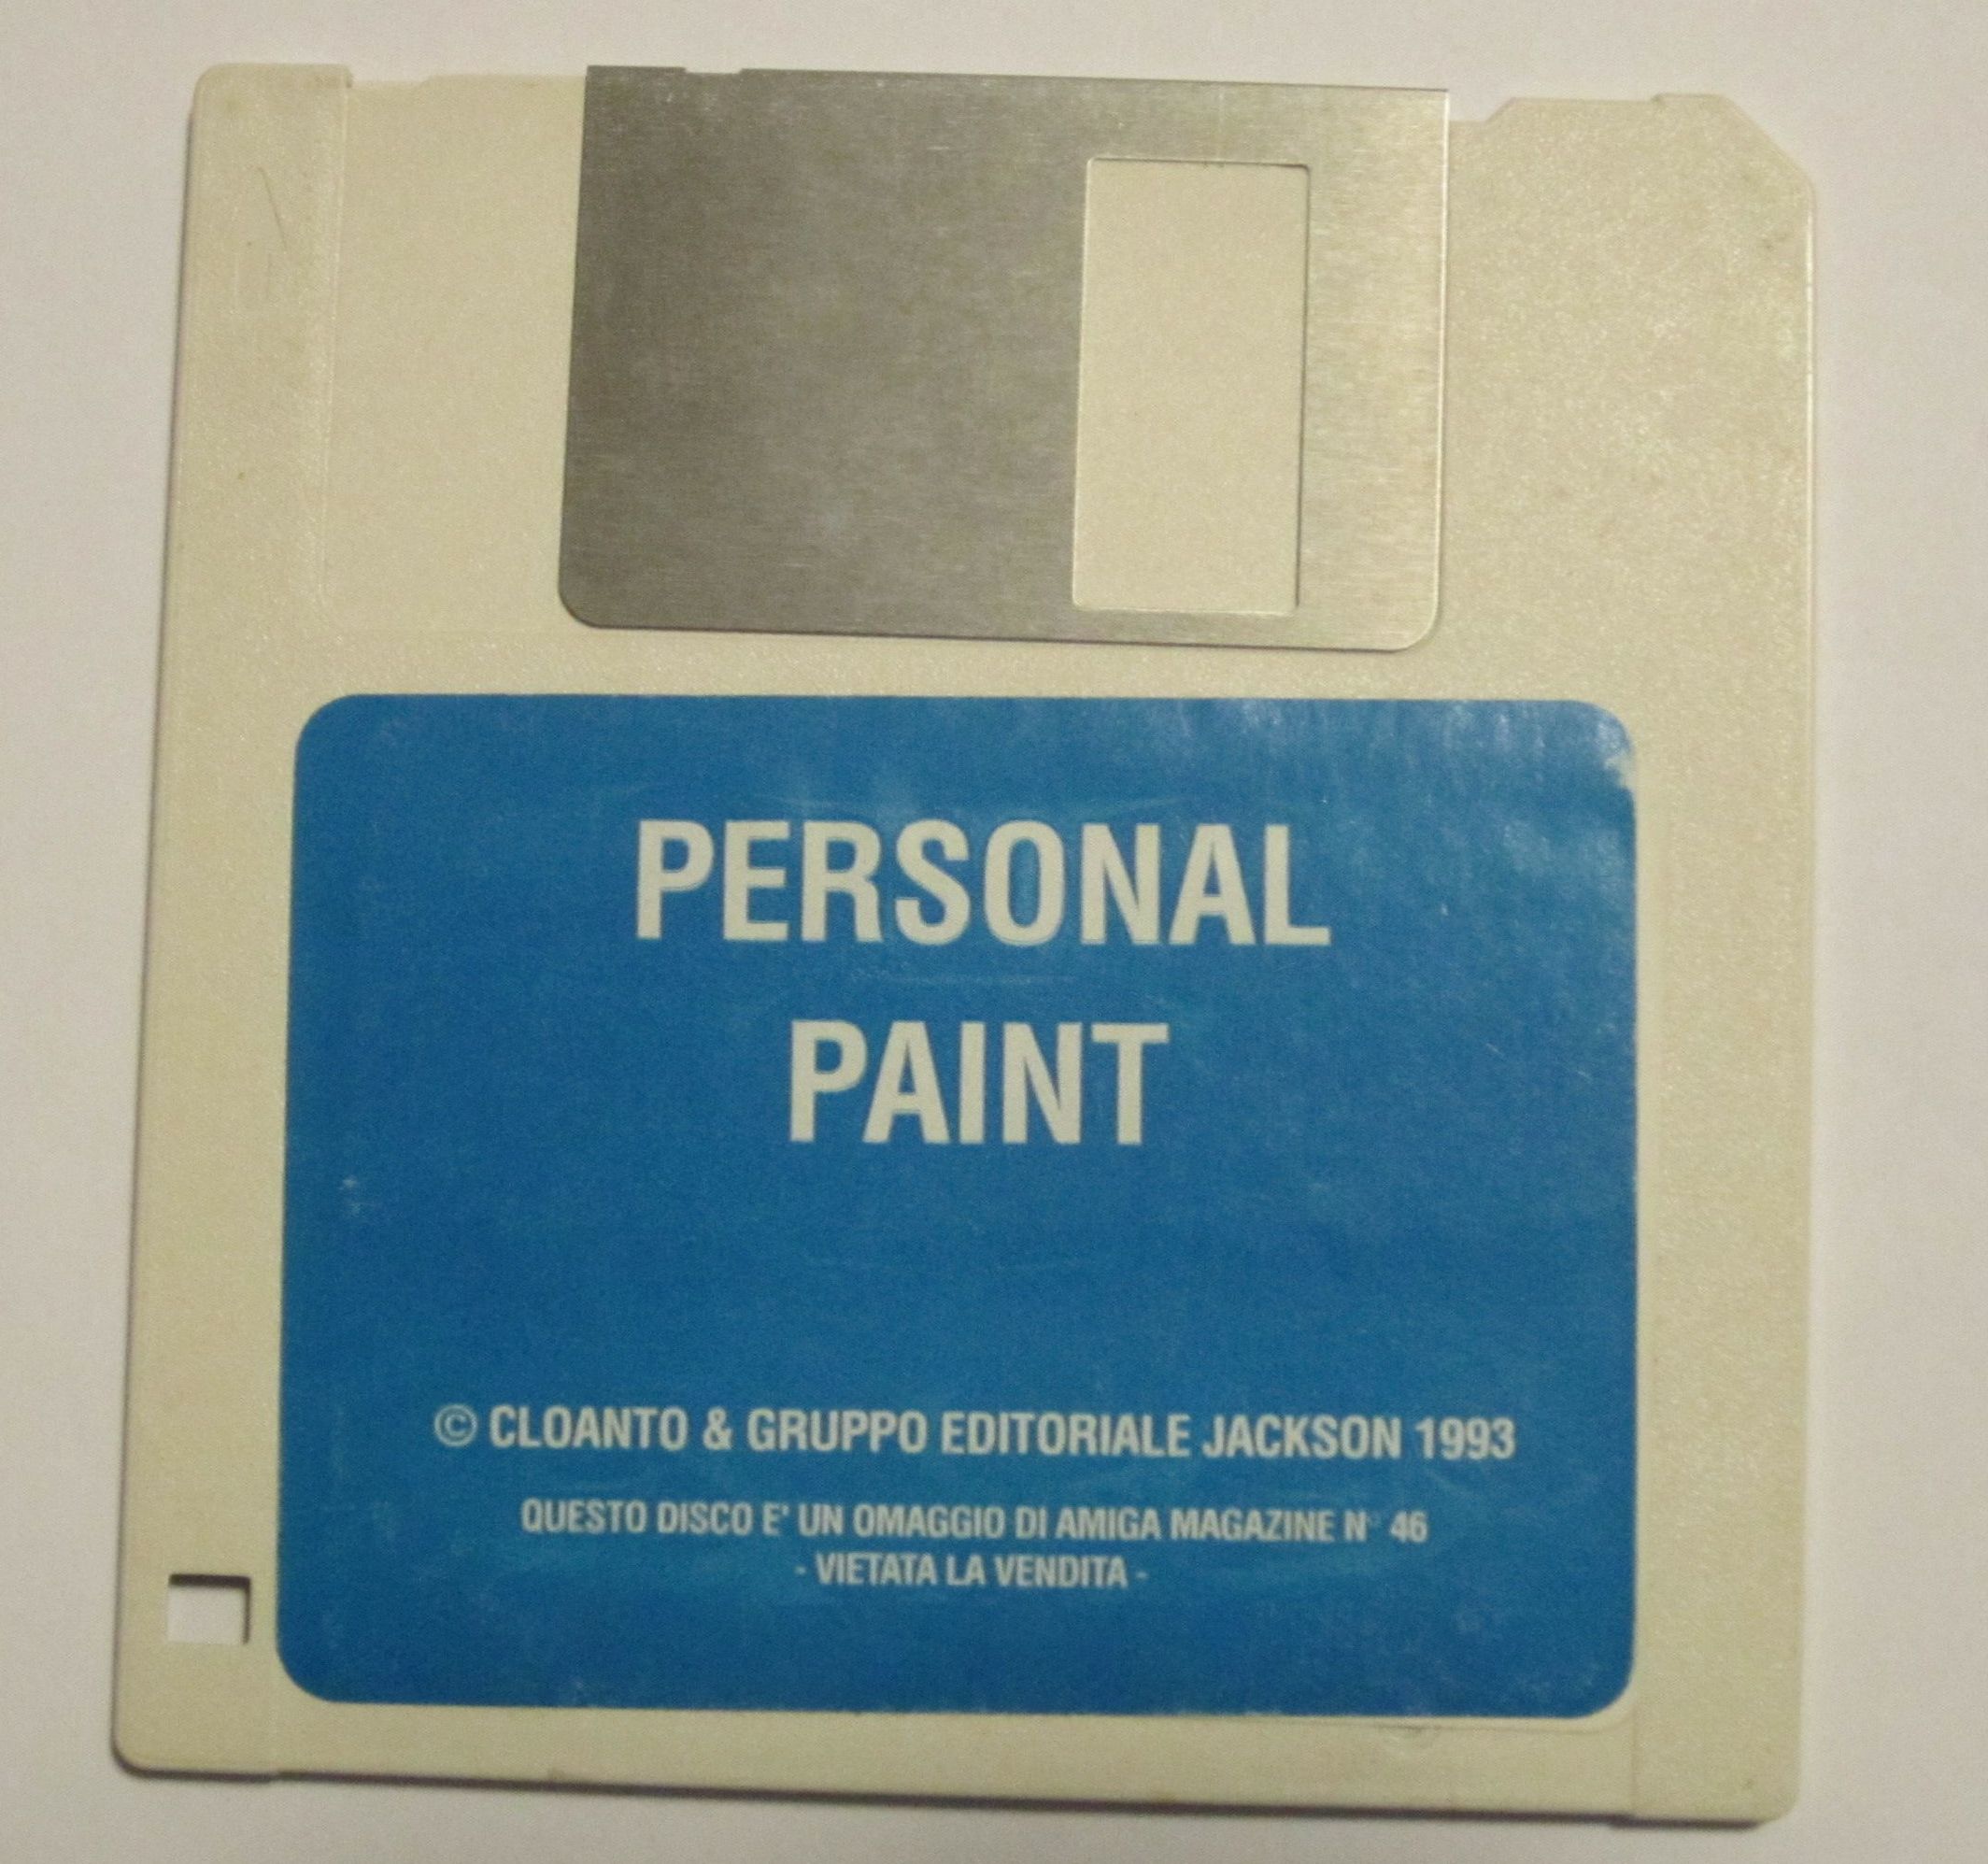 PERSONAL
PAINT
© CLOANTO & GRUPPO EDITORIALE JACKSON 1993
QUESTO DISCO E' UN OMAGGIO DI AMIGA MAGAZINE N° 46
- VIETATA LA VENDITA -